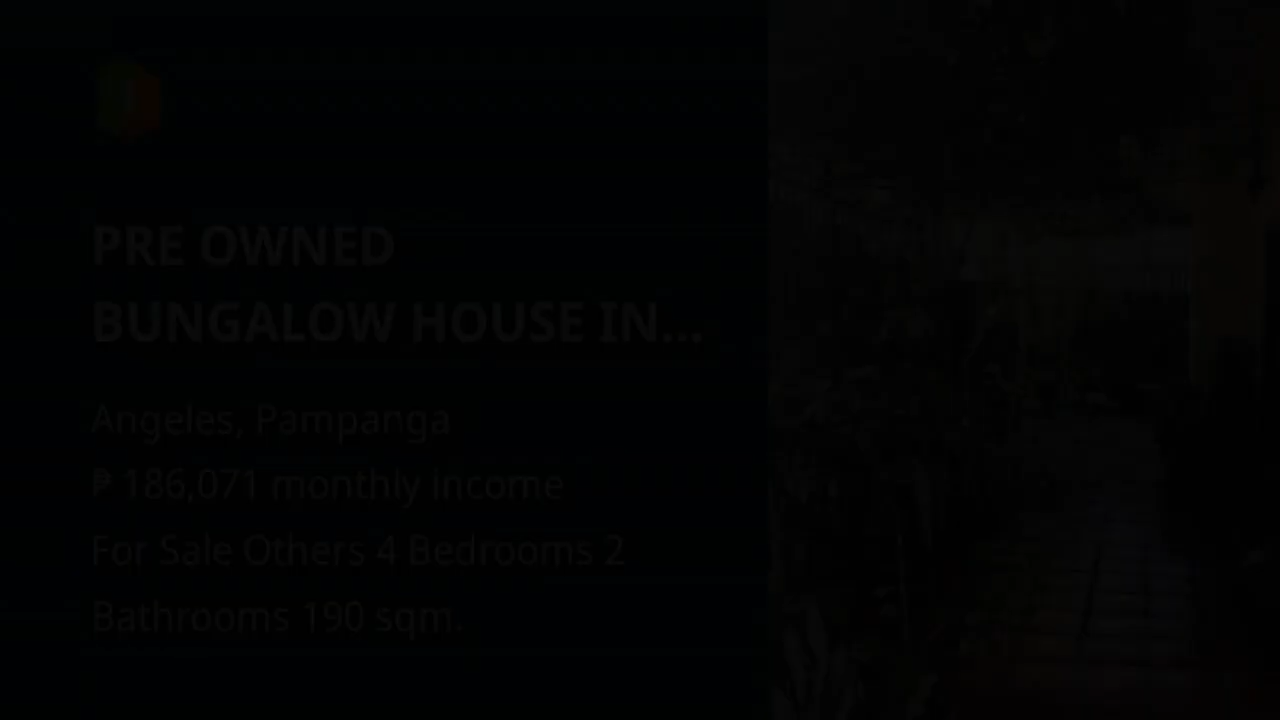 PRE OWNED
BUNGALOW HOUSE IN...
Angeles, Pampanga
₱ 186,071 monthly income
For Sale Others 4 Bedrooms 2
Bathrooms 190 sqm.